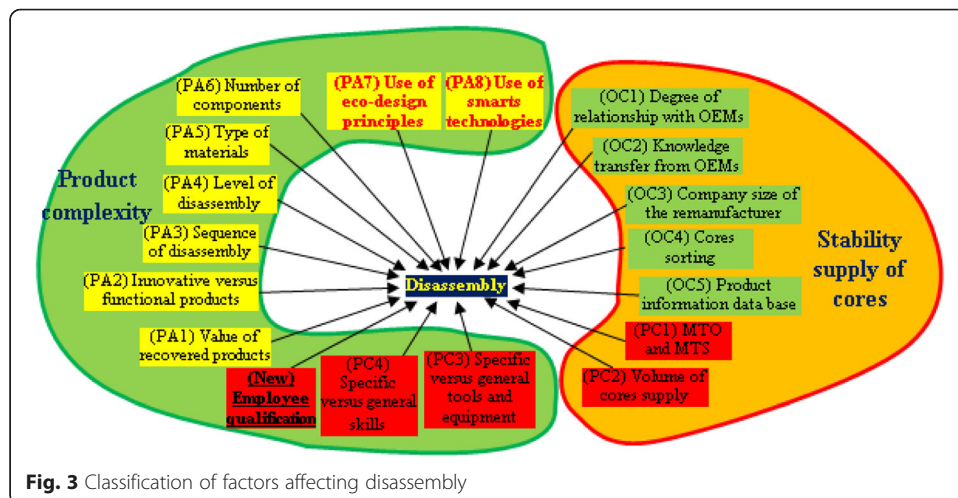 (PA6) Number of
components
(PA7) Use of
eco-design
principles
(PA8) Use of
smarts
technologies
(OC1) Degree of
relationship with OEMs
(PA5) Type of
materials
(OC2) Knowledge
transfer from OEMs
Product
complexity
(PA4) Level of
disassembly
(OC3) Company size of
the remanufacturer
(PA3) Sequence
of disassembly
(OC4) Cores
sorting
Stability
supply of
cores
(PA2) Innovative versus
functional products
Disassembly
(OC5) Product
information data base
(PA1) Value of
recovered products
(PC1) MTO
and MTS
(New)
Employee
qualification
(PC4)
Specific
versus general
skills
(PC3) Specific
versus general
tools and
equipment
(PC2) Volume of
cores supply
Fig. 3 Classification of factors affecting disassembly